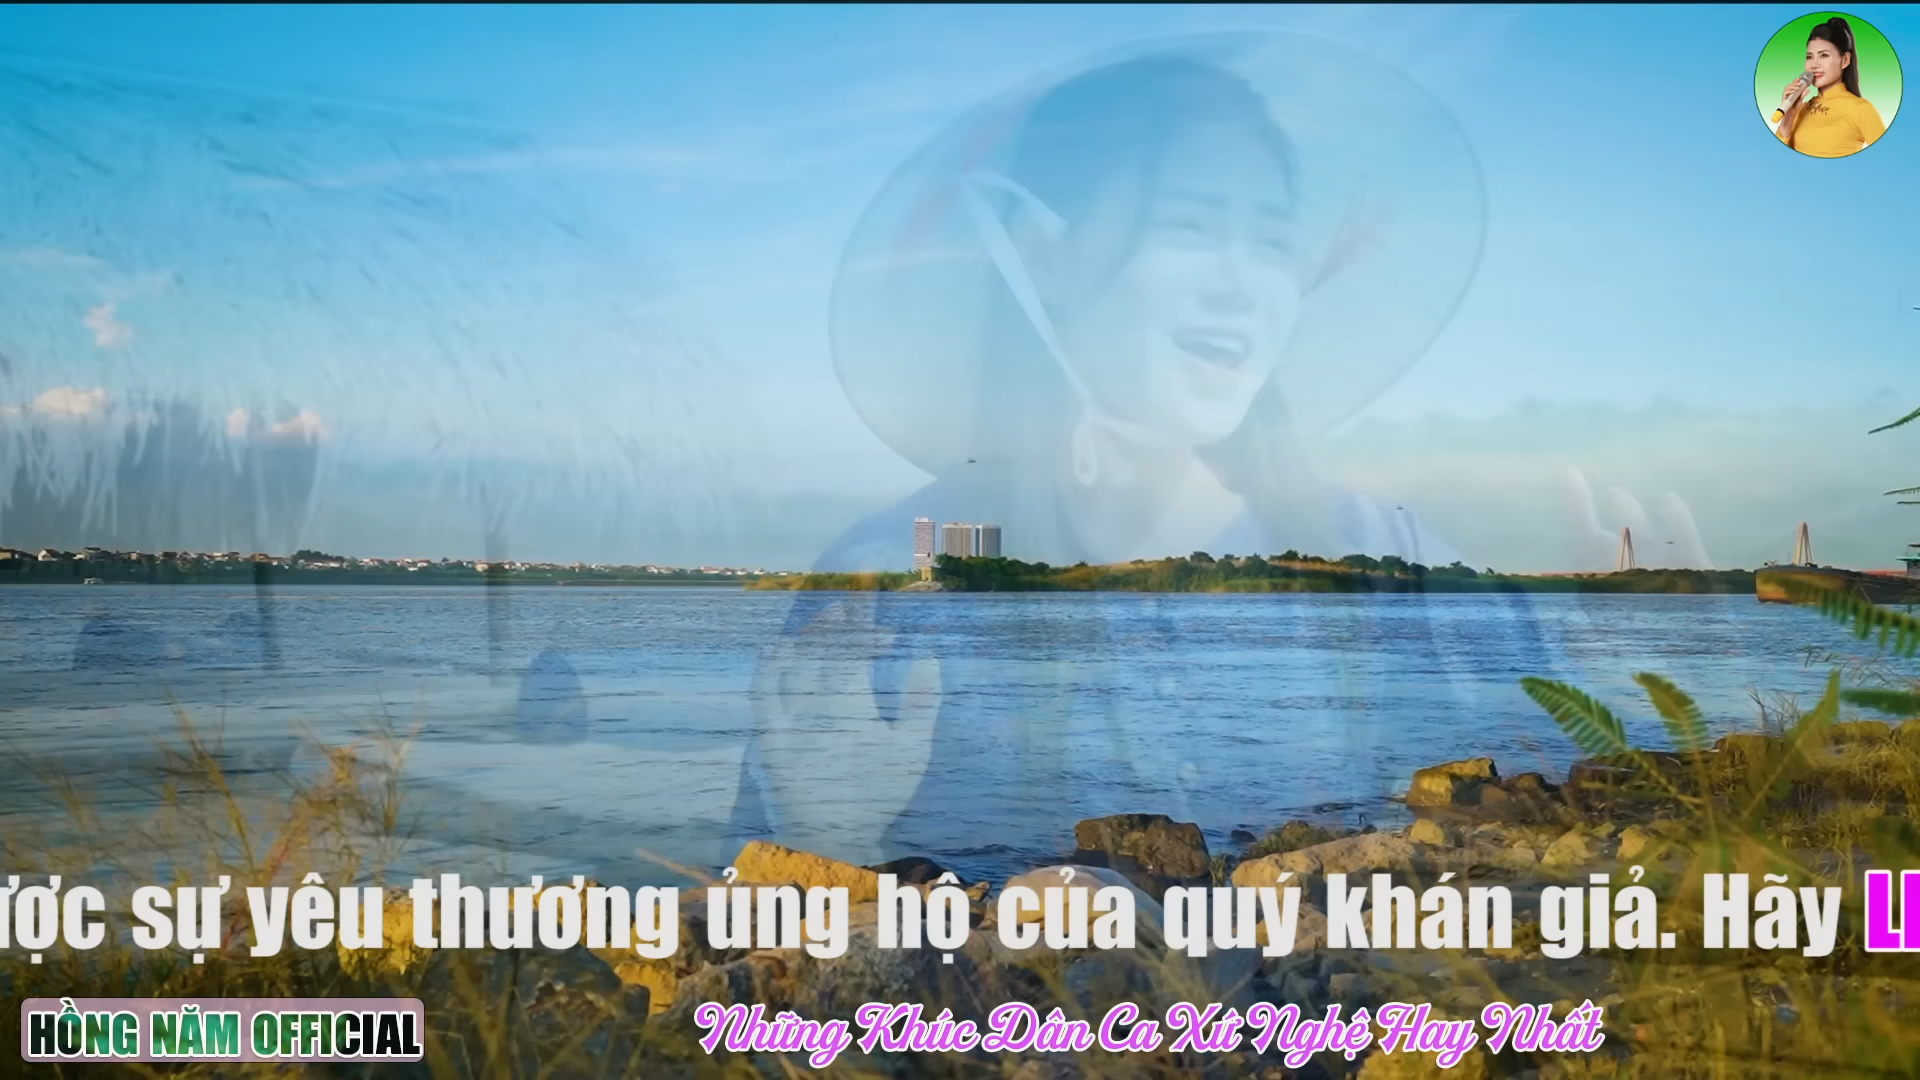 ược sự yêu thương ủng hộ của quý khán giả. Hãy
HỒNG NĂM OFFICIAL
Những Khúc Dân Ca Xứ Nghệ Hay Nhất